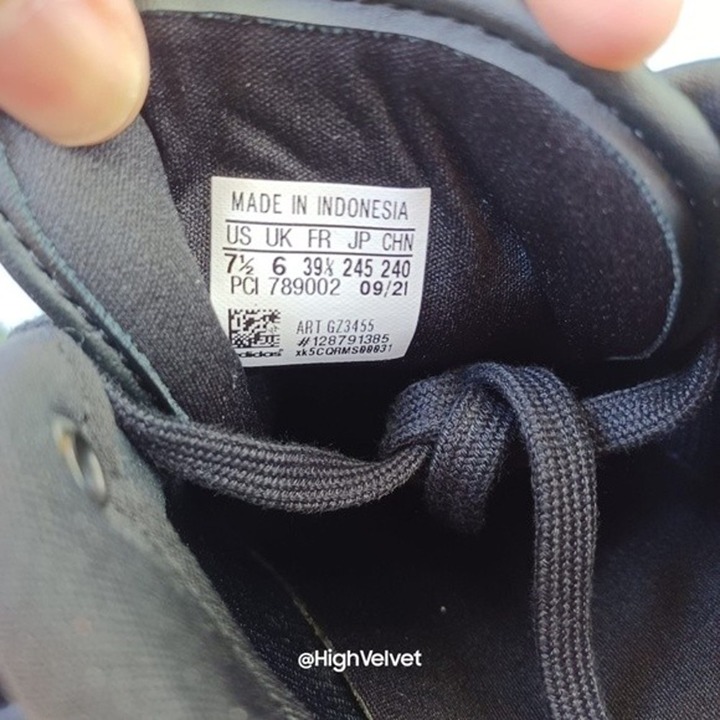 MADE IN INDONESIA
US UK FR JP CHN
7½ 6 39⅓ 245 240
PCI 789002 09/21
ART GZ3455
#128791385
adidas xk5CQRMS00031
@HighVelvet